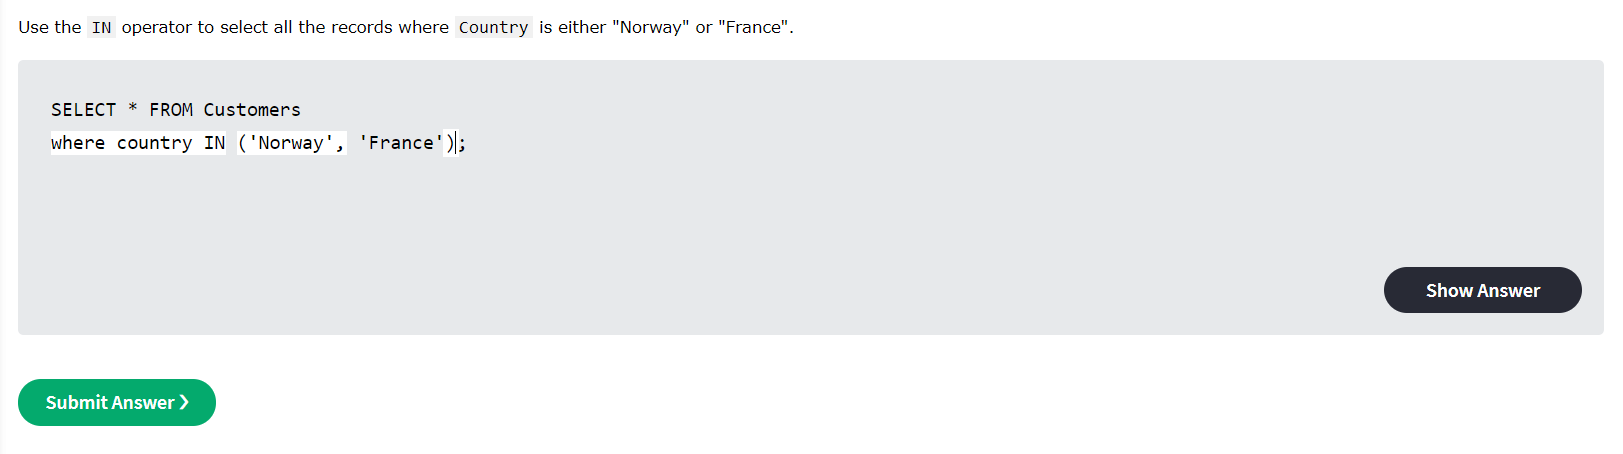 Use the IN operator to select all the records where Country is either "Norway" or "France".
SELECT * FROM Customers
where country IN ('Norway', 'France');
Show Answer
Submit Answer ❯